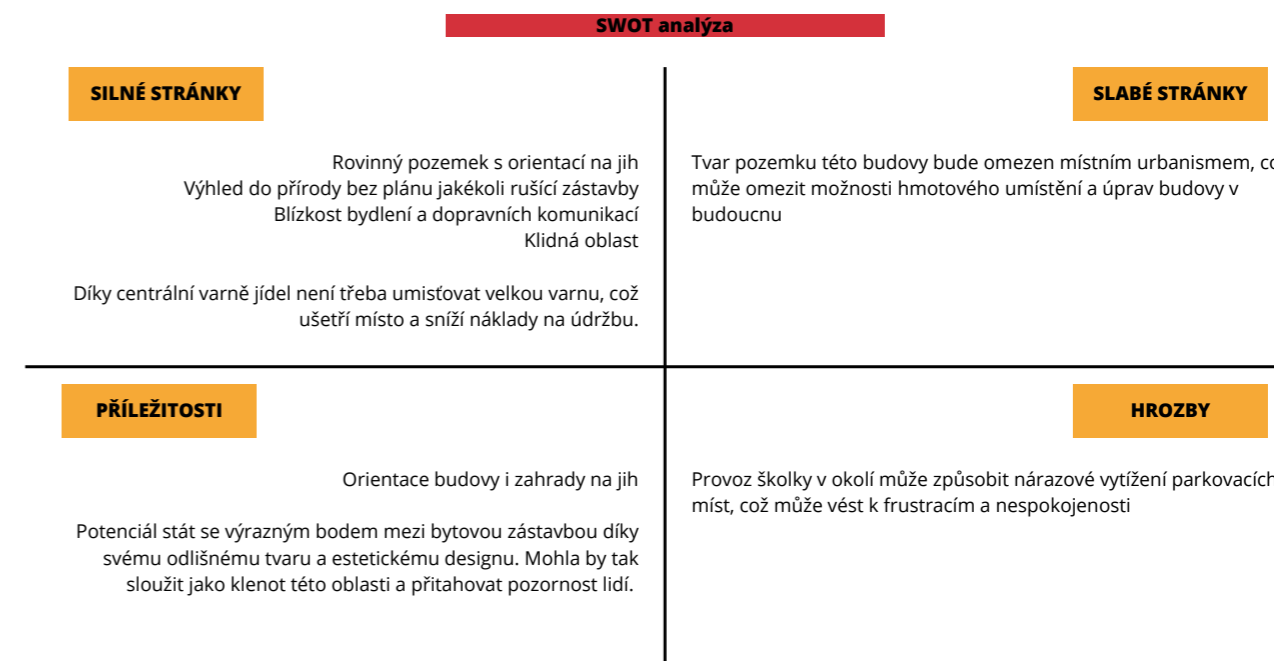 SWOT analýza
SILNÉ STRÁNKY
Rovinný pozemek s orientací na jih
Výhled do přírody bez plánu jakékoli rušící zástavby
Blízkost bydlení a dopravních komunikací
Klidná oblast
Díky centrální varně jídel není třeba umisťovat velkou varnu, což
ušetří místo a sníží náklady na údržbu.
SLABÉ STRÁNKY
Tvar pozemku této budovy bude omezen místním urbanismem,
může omezit možnosti hmotového umístění a úprav budovy v
budoucnu
PŘÍLEŽITOSTI
Orientace budovy i zahrady na jih
Potenciál stát se výrazným bodem mezi bytovou zástavbou díky
svému odlišnému tvaru a estetickému designu. Mohla by tak
sloužit jako klenot této oblasti a přitahovat pozornost lidí.
HROZBY
Provoz školky v okolí může způsobit nárazové vytížení parkovacích
míst, což může vést k frustracím a nespokojenosti